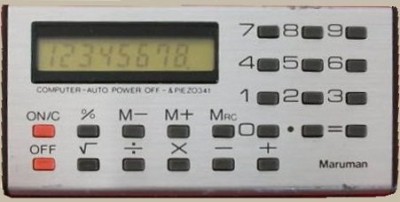 7 8 9
12345678.
4 5 6
COMPUTER-AUTO POWER OFF-& PIEZO341
1 2 3
ON/C % M− M+ MRC
0 • =
OFF √ ÷ × − +
Maruman